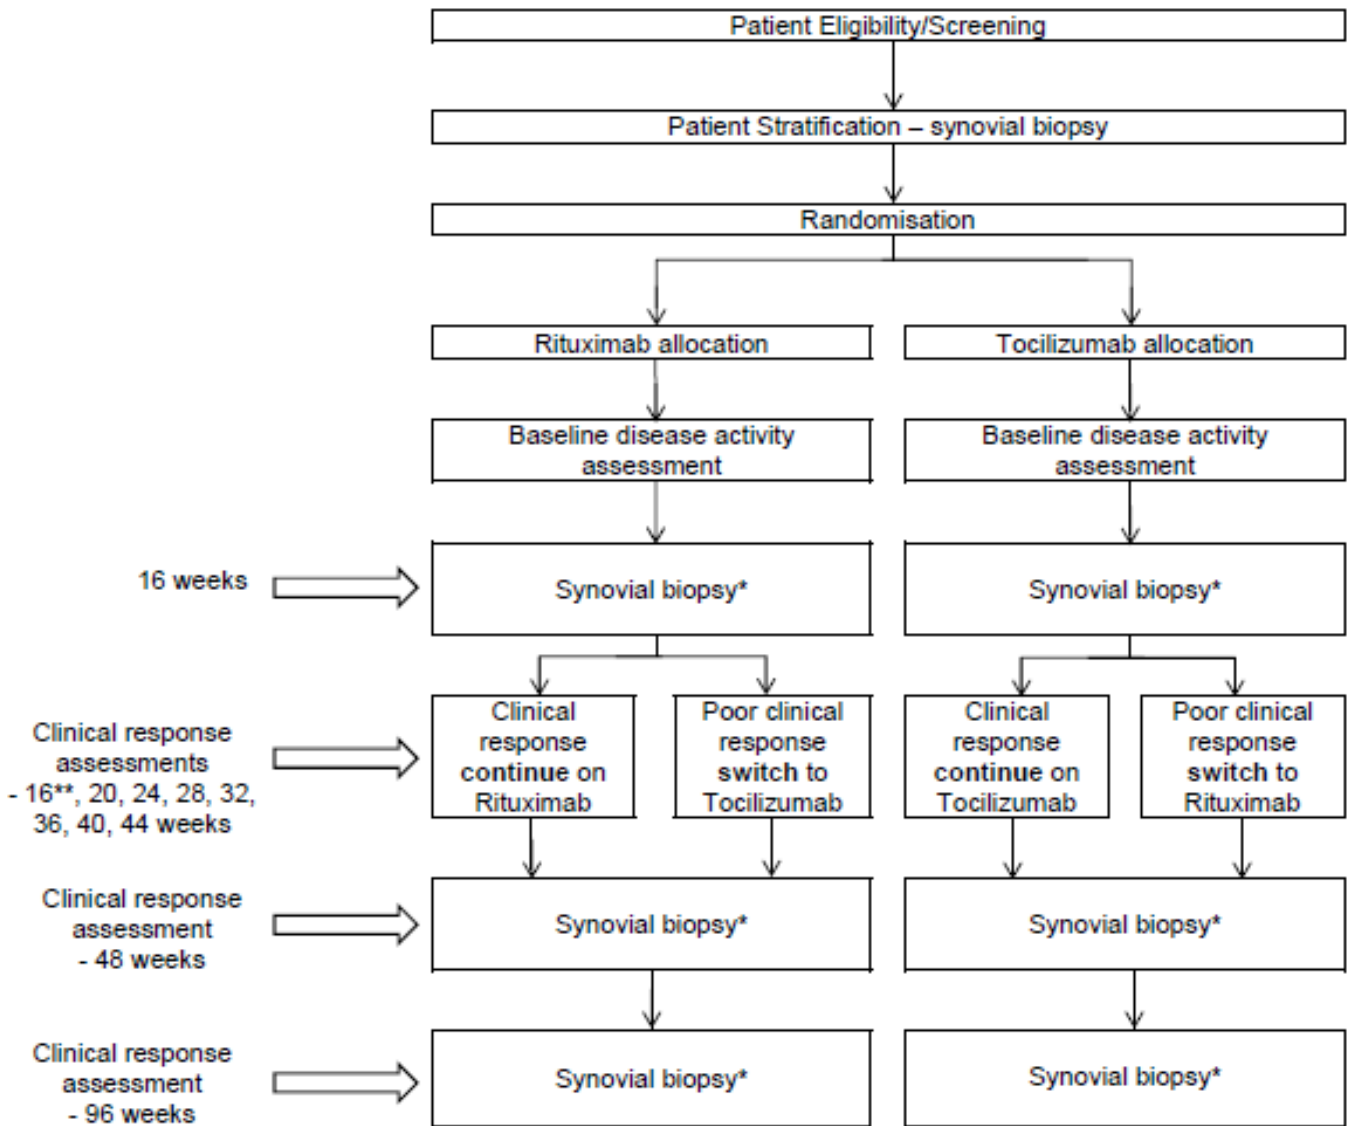 Patient Eligibility/Screening
Patient Stratification – synovial biopsy
Randomisation
Rituximab allocation
Tocilizumab allocation
Baseline disease activity
assessment
Baseline disease activity
assessment
16 weeks
Synovial biopsy*
Synovial biopsy*
Clinical response
assessments
- 16**, 20, 24, 28, 32,
36, 40, 44 weeks
Clinical
response
continue on
Rituximab
Poor clinical
response
switch to
Tocilizumab
Clinical
response
continue on
Tocilizumab
Poor clinical
response
switch to
Rituximab
Clinical response
assessment
- 48 weeks
Synovial biopsy*
Synovial biopsy*
Clinical response
assessment
- 96 weeks
Synovial biopsy*
Synovial biopsy*